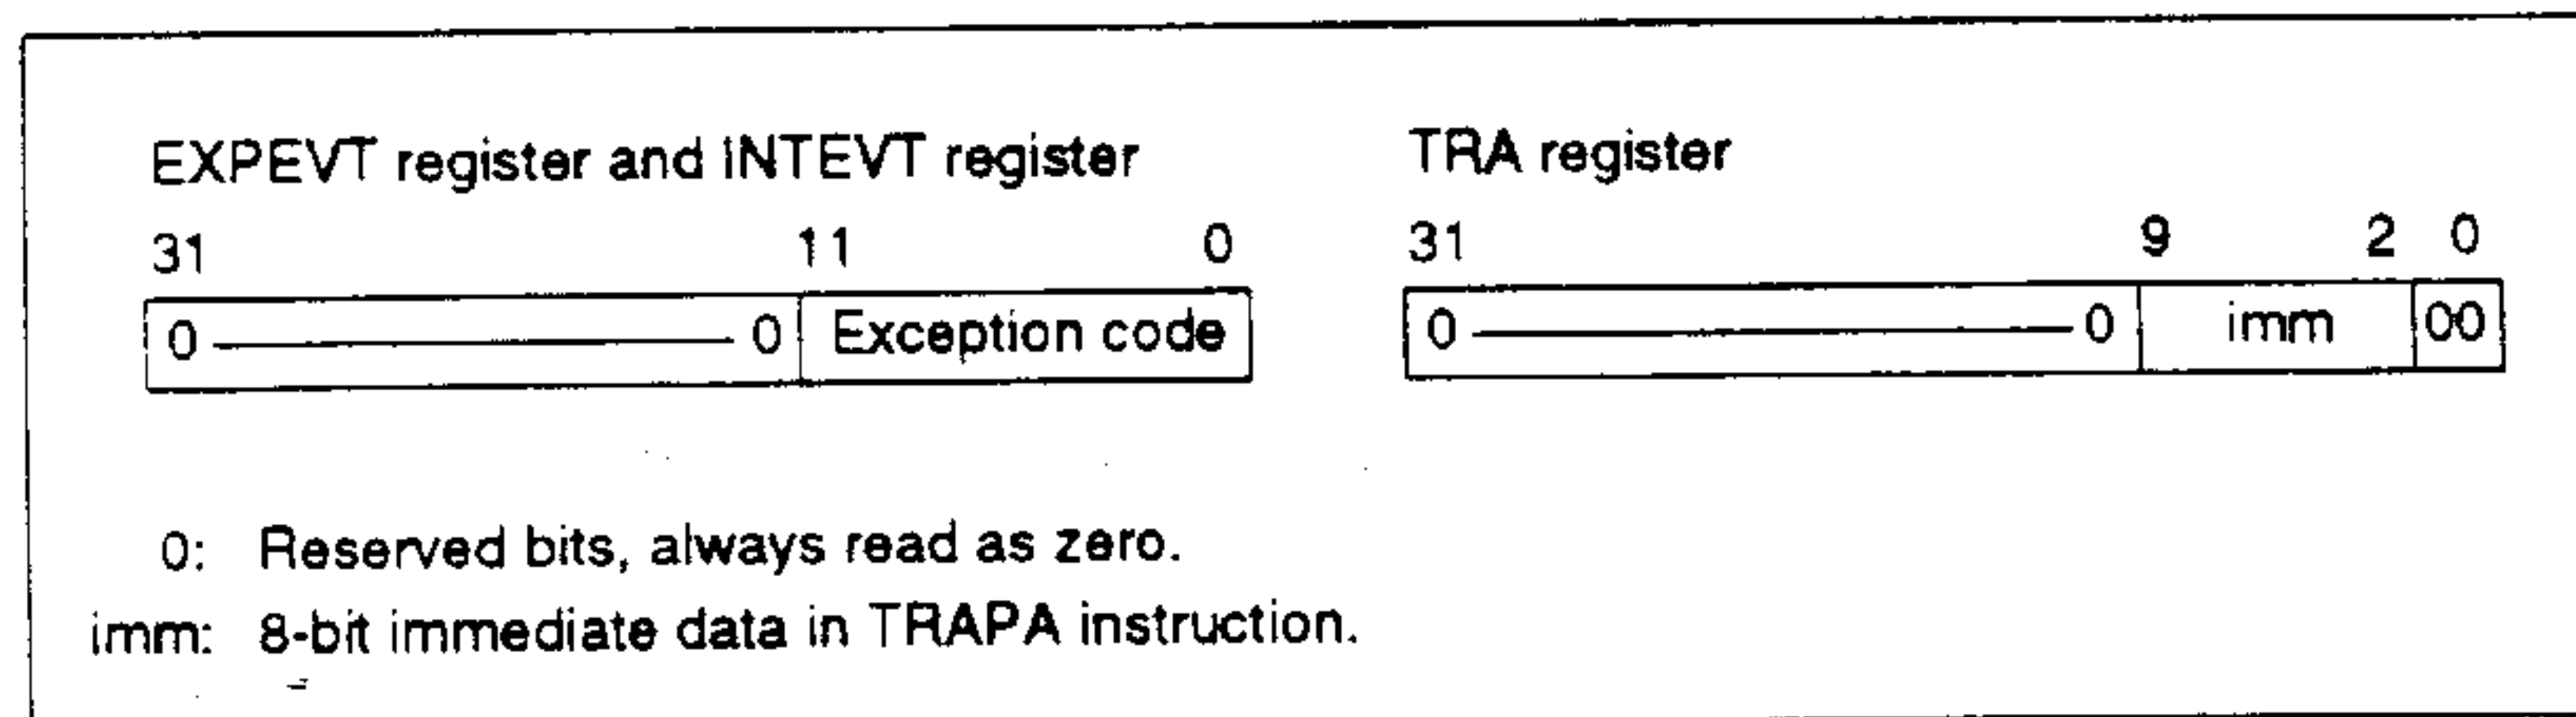 EXPEVT register and INTEVT register
31 11 0
0 0 Exception code
TRA register
31 9 2 0
0 0 imm 00
0: Reserved bits, always read as zero.
imm: 8-bit immediate data in TRAPA instruction.